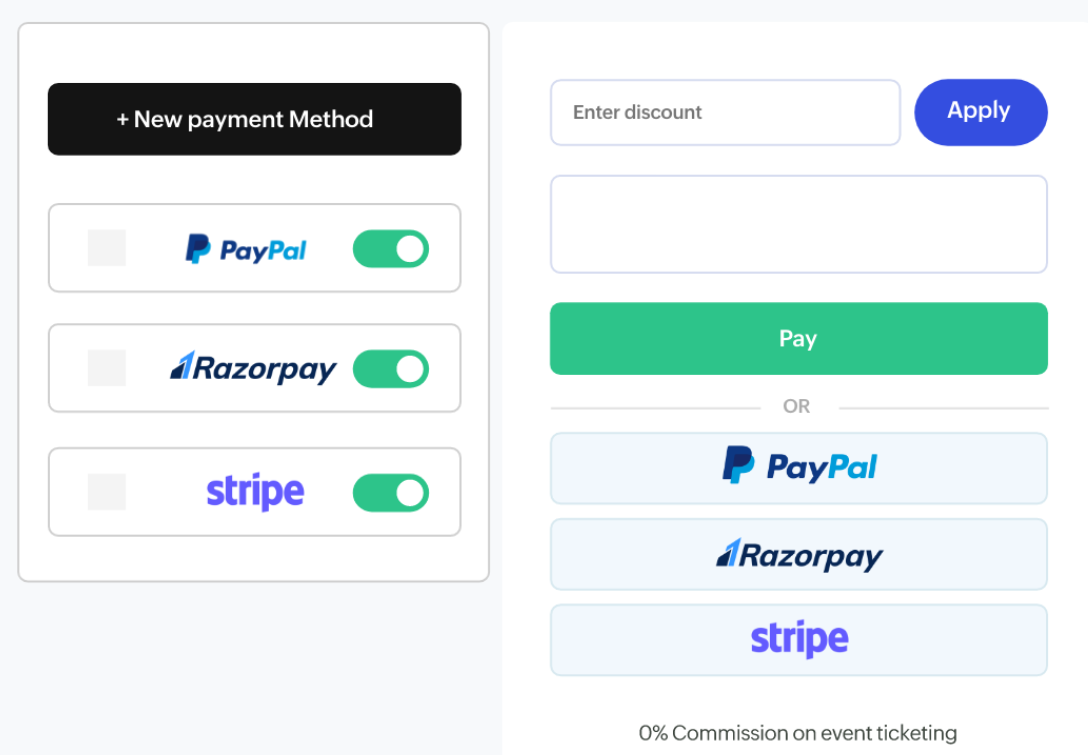 + New payment Method
PayPal
Razorpay
stripe
Enter discount
Apply
Pay
OR
PayPal
Razorpay
stripe
0% Commission on event ticketing